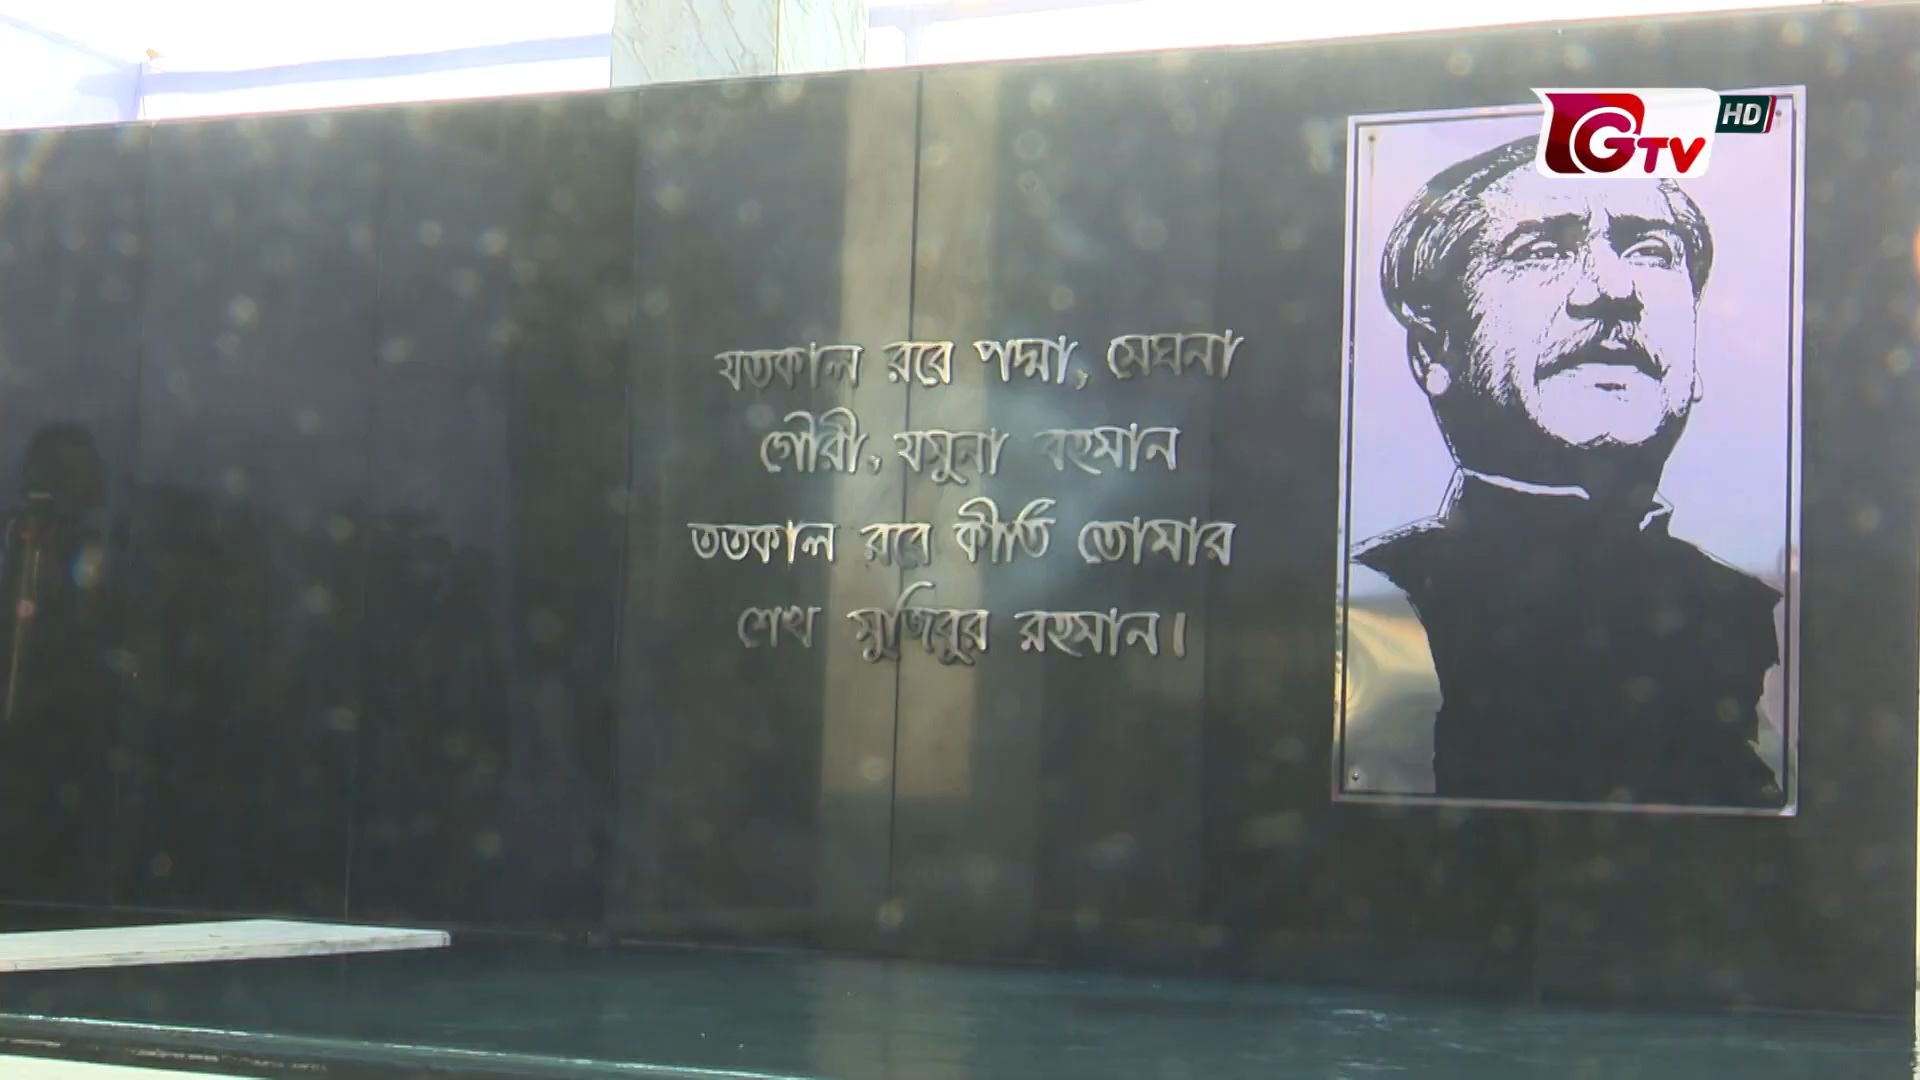 GTV HD
যতকাল রবে পদ্মা, মেঘনা
গৌরী, যমুনা বহমান
ততকাল রবে কীর্তি তোমার
শেখ মুজিবুর রহমান।